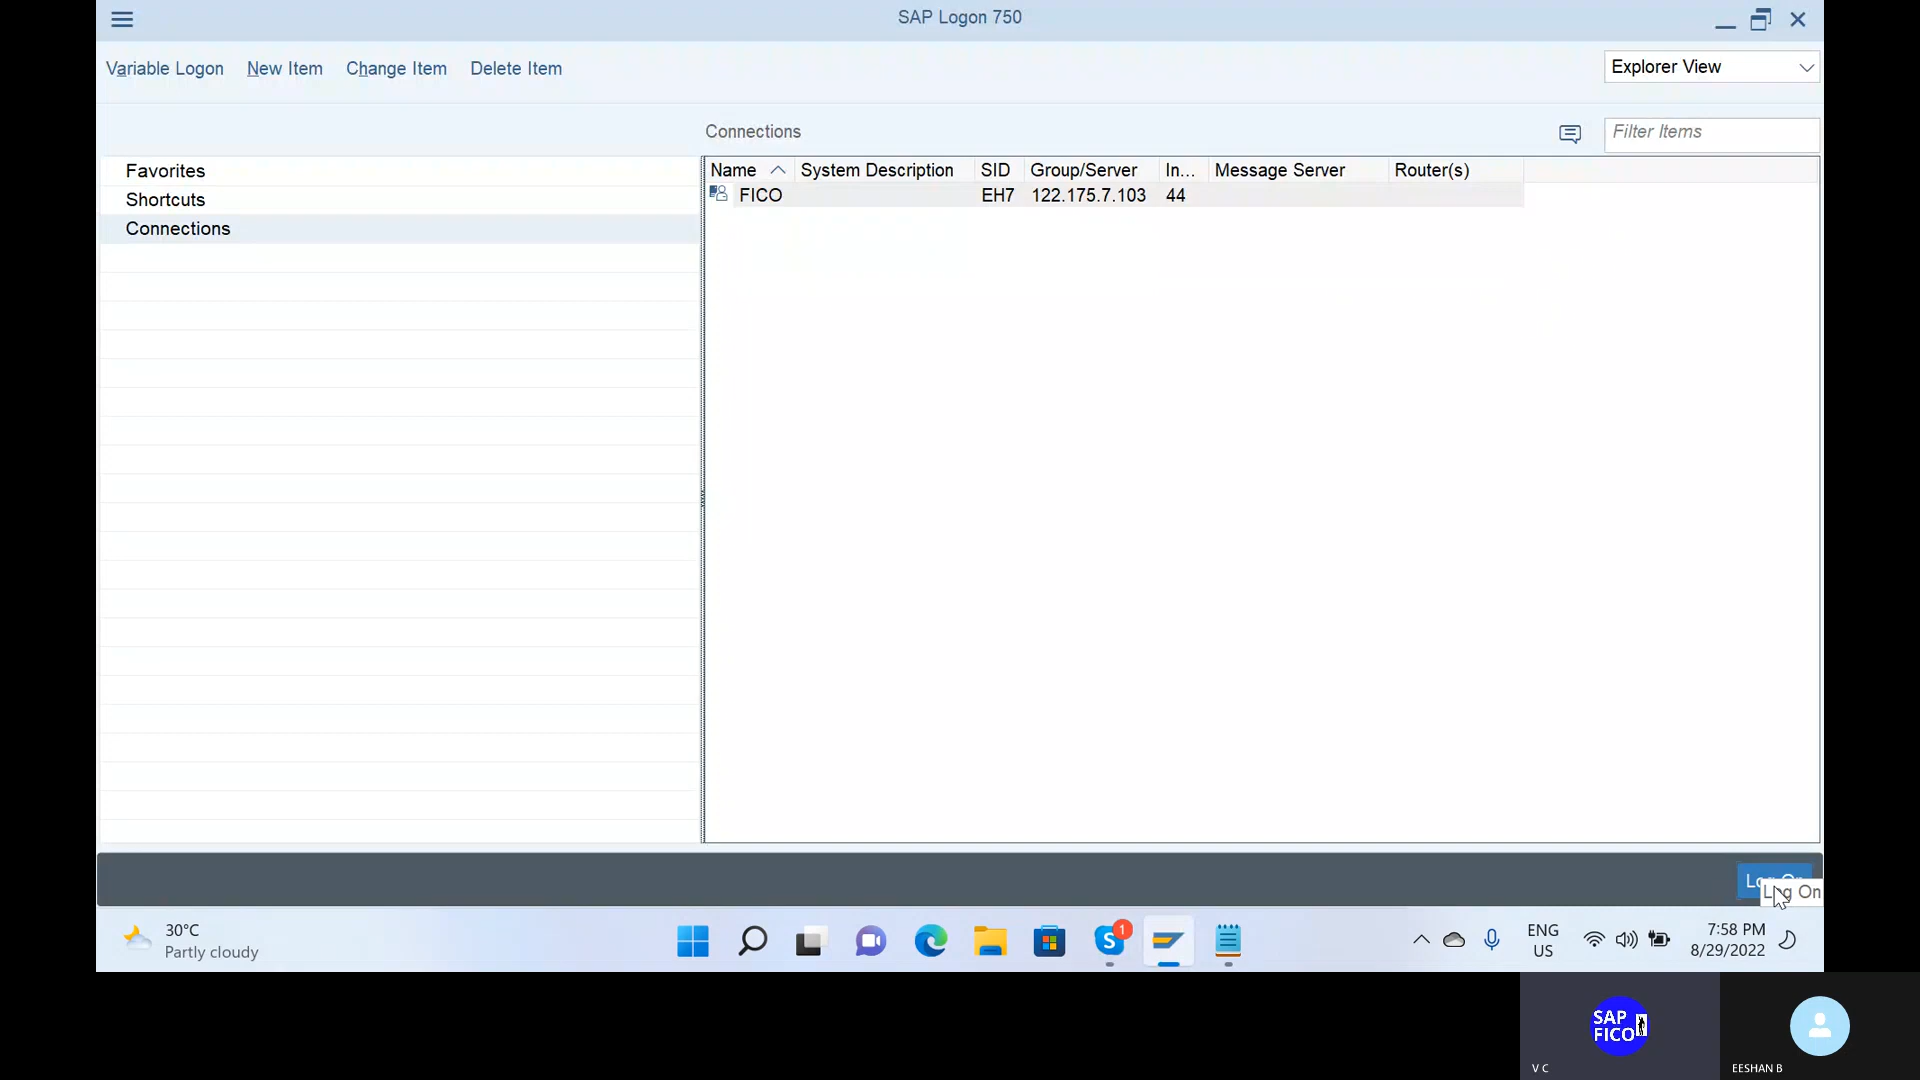 SAP Logon 750
Variable Logon New Item Change Item Delete Item
Explorer View
Connections
Filter Items
Favorites
Shortcuts
Connections
Name System Description SID Group/Server In... Message Server Router(s)
FICO EH7 122.175.7.103 44
Log On
30°C
Partly cloudy
1
ENG
US
7:58 PM
8/29/2022
SAP
FICO
V C
EESHAN B